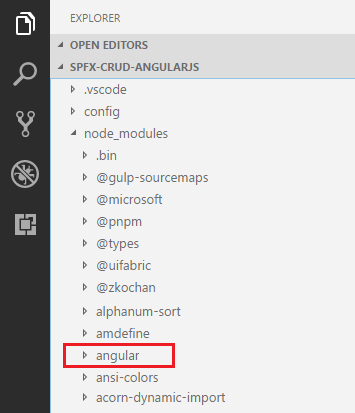 EXPLORER
OPEN EDITORS
SPFX-CRUD-ANGULARJS
.vscode
config
node_modules
.bin
@gulp-sourcemaps
@microsoft
@pnpm
@types
@uifabric
@zkochan
alphanum-sort
amdefine
angular
ansi-colors
acorn-dynamic-import